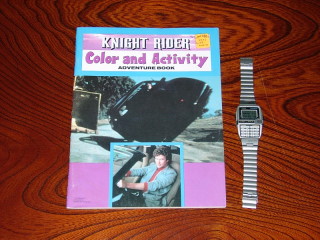 KNIGHT RIDER
Color and Activity
ADVENTURE BOOK